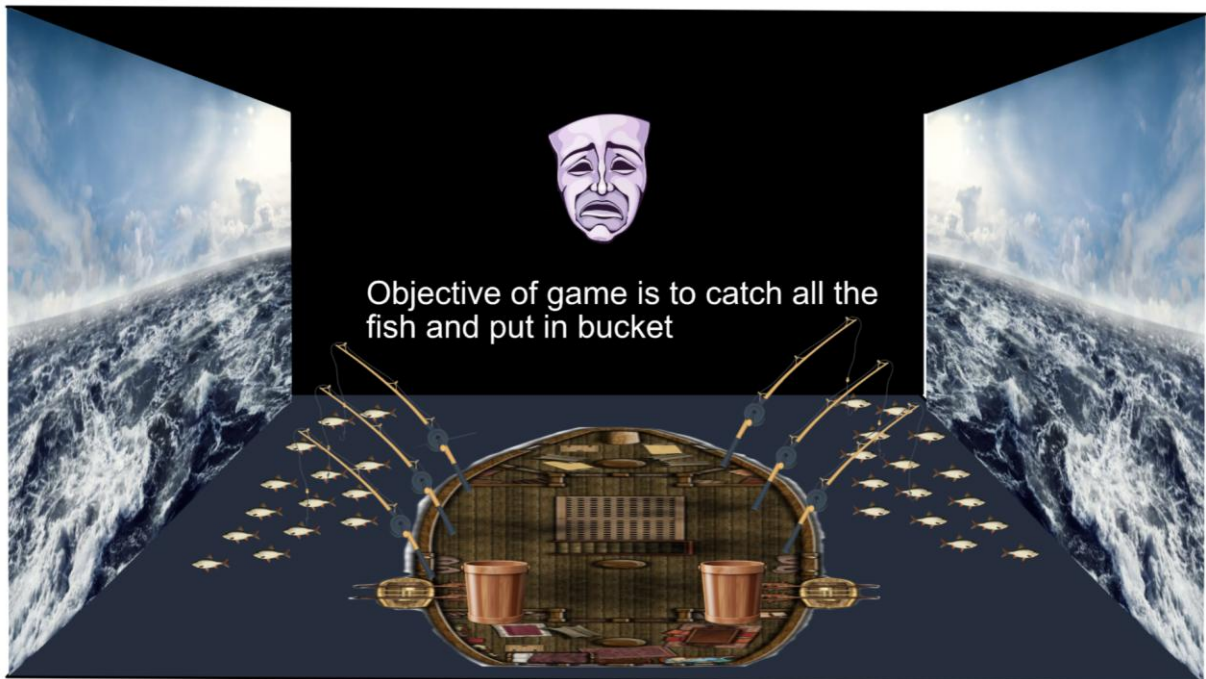 Objective of game is to catch all the
fish and put in bucket